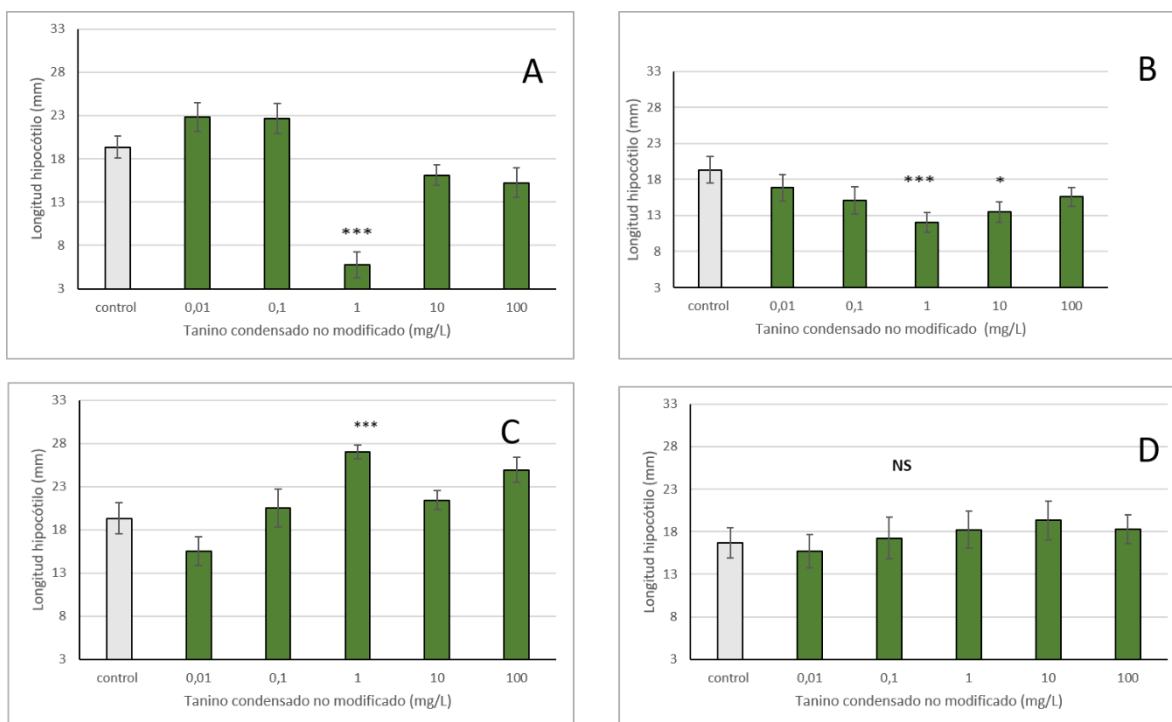 A
Longitud hipocótilo (mm)
33
28
23
18
13
8
3
***
control 0,01 0,1 1 10 100
Tanino condensado no modificado (mg/L)
B
Longitud hipocótilo (mm)
33
28
23
18
13
8
3
*** *
control 0,01 0,1 1 10 100
Tanino condensado no modificado (mg/L)
C
Longitud hipocótilo (mm)
33
28
23
18
13
8
3
***
control 0,01 0,1 1 10 100
Tanino condensado no modificado (mg/L)
D
Longitud hipocótilo (mm)
33
28
23
18
13
8
3
NS
control 0,01 0,1 1 10 100
Tanino condensado no modificado (mg/L)